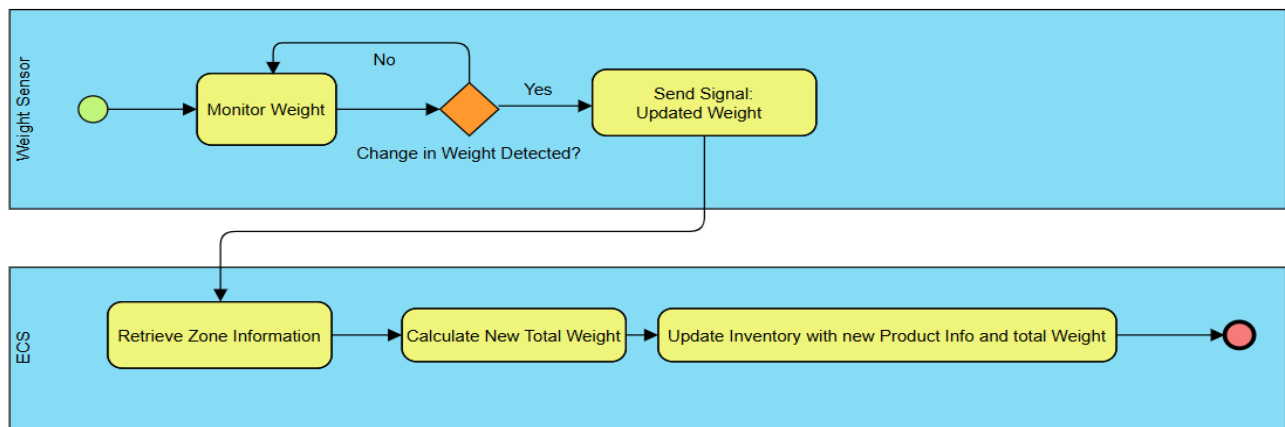 Weight Sensor
No
Monitor Weight
Yes
Send Signal:
Updated Weight
Change in Weight Detected?
ECS
Retrieve Zone Information
Calculate New Total Weight
Update Inventory with new Product Info and total Weight